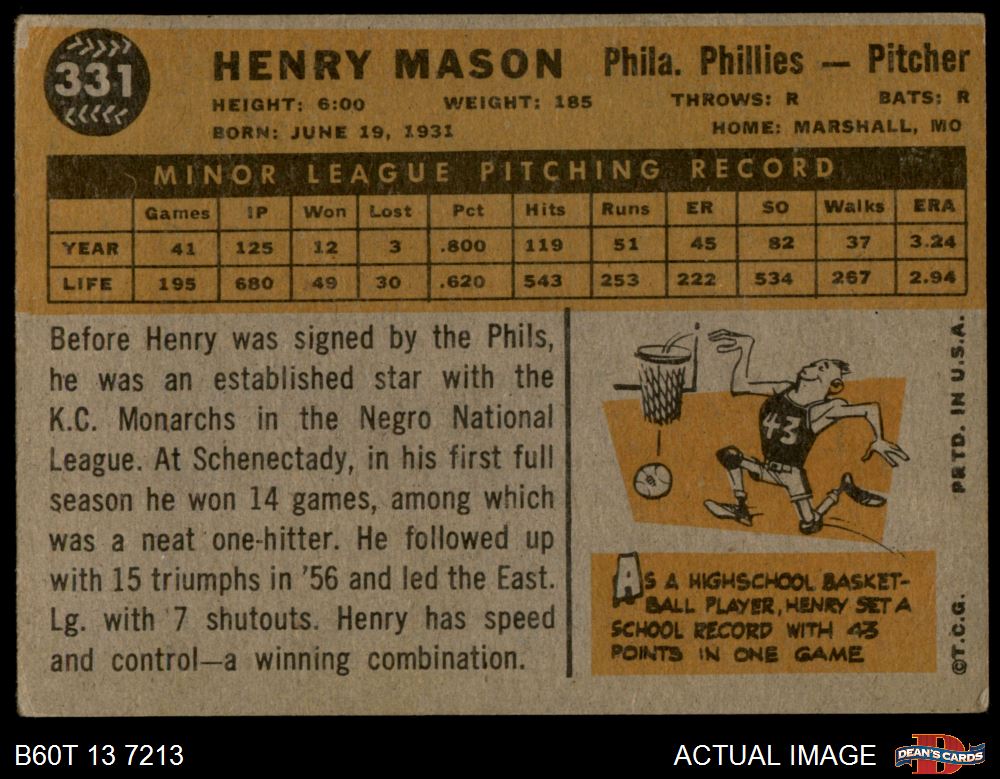 331
HENRY MASON Phila. Phillies — Pitcher
HEIGHT: 6:00 WEIGHT: 185 THROWS: R BATS: R
BORN: JUNE 19, 1931 HOME: MARSHALL, MO
MINOR LEAGUE PITCHING RECORD
Games IP Won Lost Pct Hits Runs ER SO Walks ERA
YEAR 41 125 12 3 .800 119 51 45 82 37 3.24
LIFE 195 680 49 30 .620 543 253 222 534 267 2.94
Before Henry was signed by the Phils,
he was an established star with the
K.C. Monarchs in the Negro National
League. At Schenectady, in his first full
season he won 14 games, among which
was a neat one-hitter. He followed up
with 15 triumphs in '56 and led the East.
Lg. with 7 shutouts. Henry has speed
and control—a winning combination.
43
AS A HIGHSCHOOL BASKET-
BALL PLAYER, HENRY SET A
SCHOOL RECORD WITH 43
POINTS IN ONE GAME
©T.C.G. PRTD. IN U.S.A.
B60T 13 7213 ACTUAL IMAGE DEAN'S CARDS